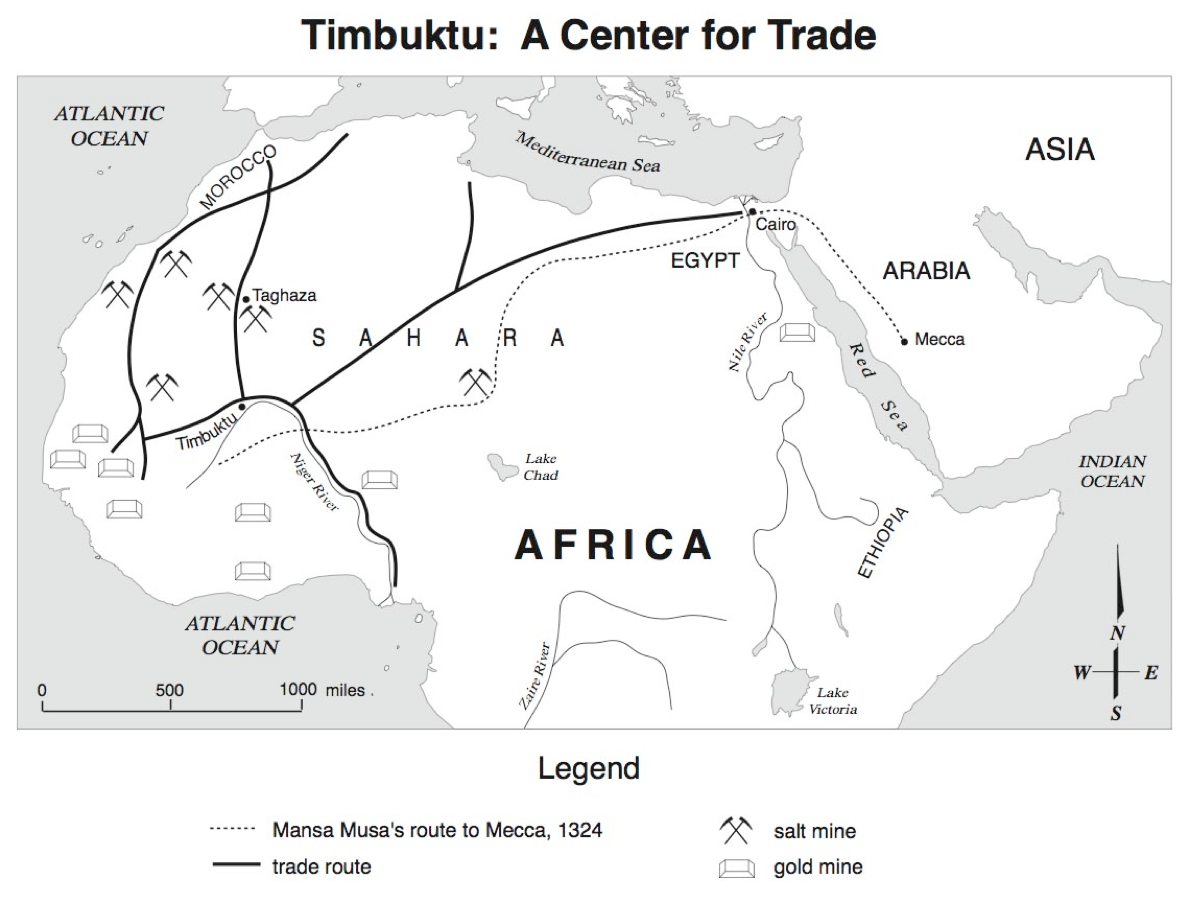 Timbuktu: A Center for Trade
ATLANTIC
OCEAN
MOROCCO
Mediterranean Sea
ASIA
Cairo
EGYPT
ARABIA
Taghaza
SAHARA
Nile River
Mecca
Red Sea
Timbuktu
Niger River
Lake
Chad
INDIAN
OCEAN
AFRICA
ETHIOPIA
ATLANTIC
OCEAN
Zaire River
Lake
Victoria
0 500 1000 miles .
N
W E
S
Legend
Mansa Musa's route to Mecca, 1324
trade route
salt mine
gold mine